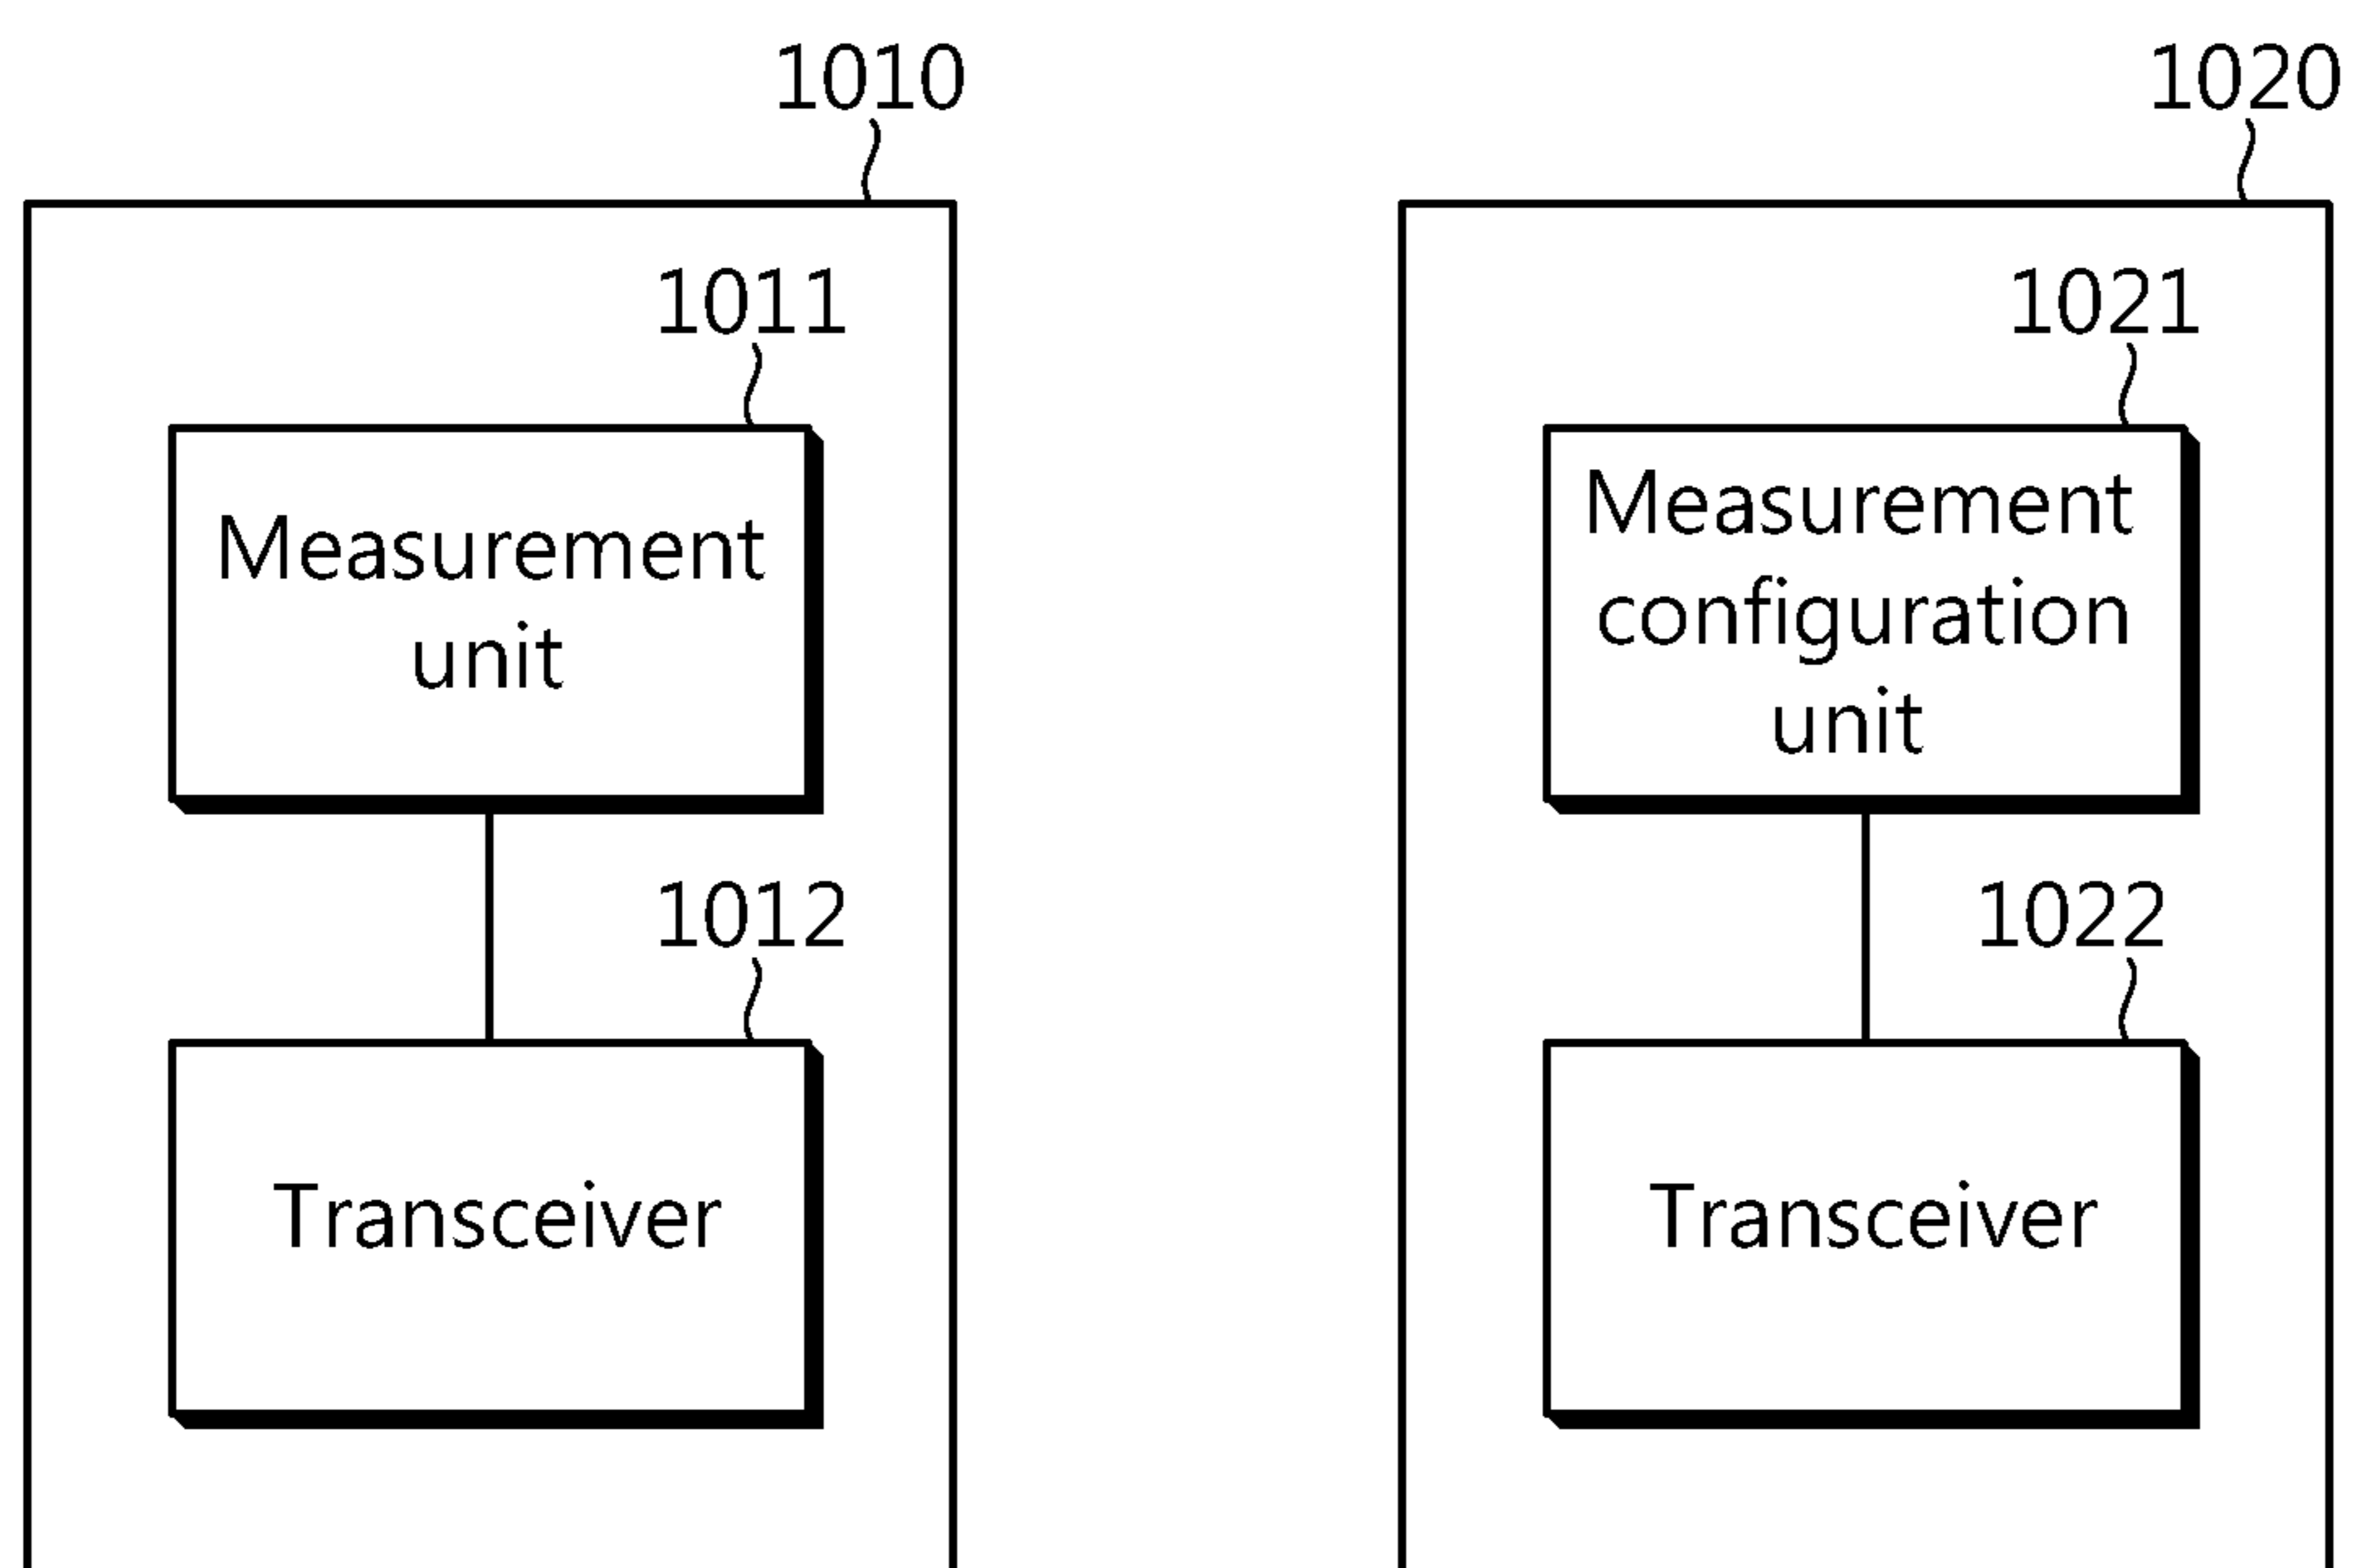 1010
1011
Measurement
unit
1012
Transceiver
1020
1021
Measurement
configuration
unit
1022
Transceiver